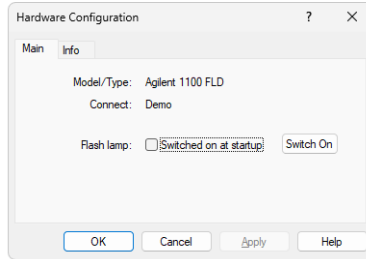 Hardware Configuration ? ×
Main Info
Model/Type: Agilent 1100 FLD
Connect: Demo
Flash lamp: Switched on at startup Switch On
OK Cancel Apply Help